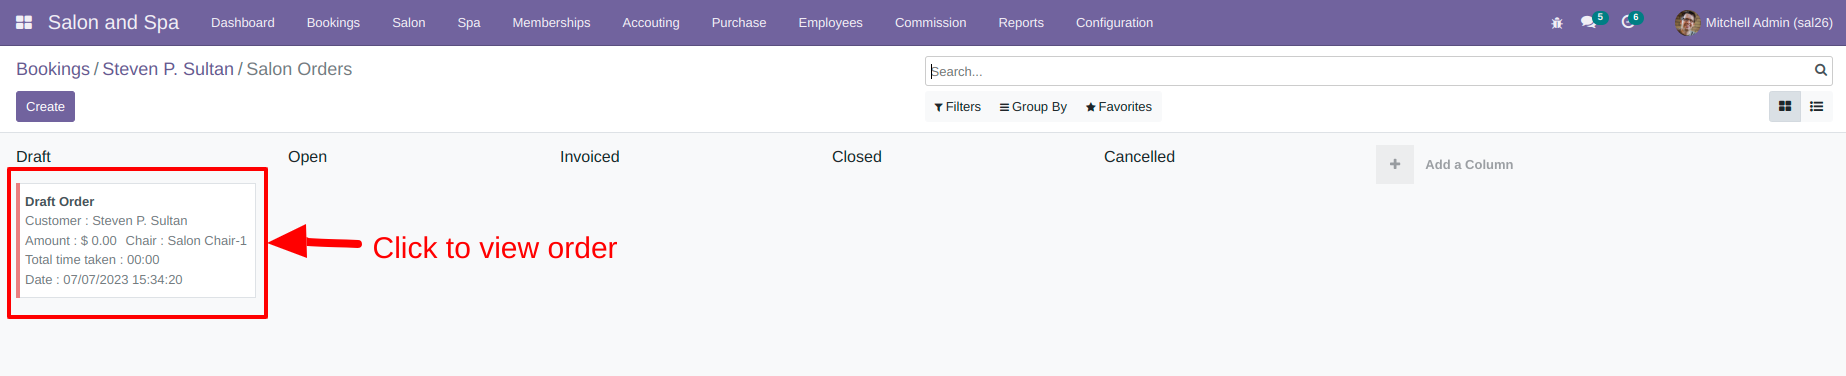 Salon and Spa Dashboard Bookings Salon Spa Memberships Accouting Purchase Employees Commission Reports Configuration 5 6 Mitchell Admin (sal26)
Bookings / Steven P. Sultan / Salon Orders
Search...
Create
Filters Group By Favorites
Draft Open Invoiced Closed Cancelled
Add a Column
Draft Order
Customer : Steven P. Sultan
Amount : $ 0.00 Chair : Salon Chair-1
Total time taken : 00:00
Date : 07/07/2023 15:34:20
Click to view order